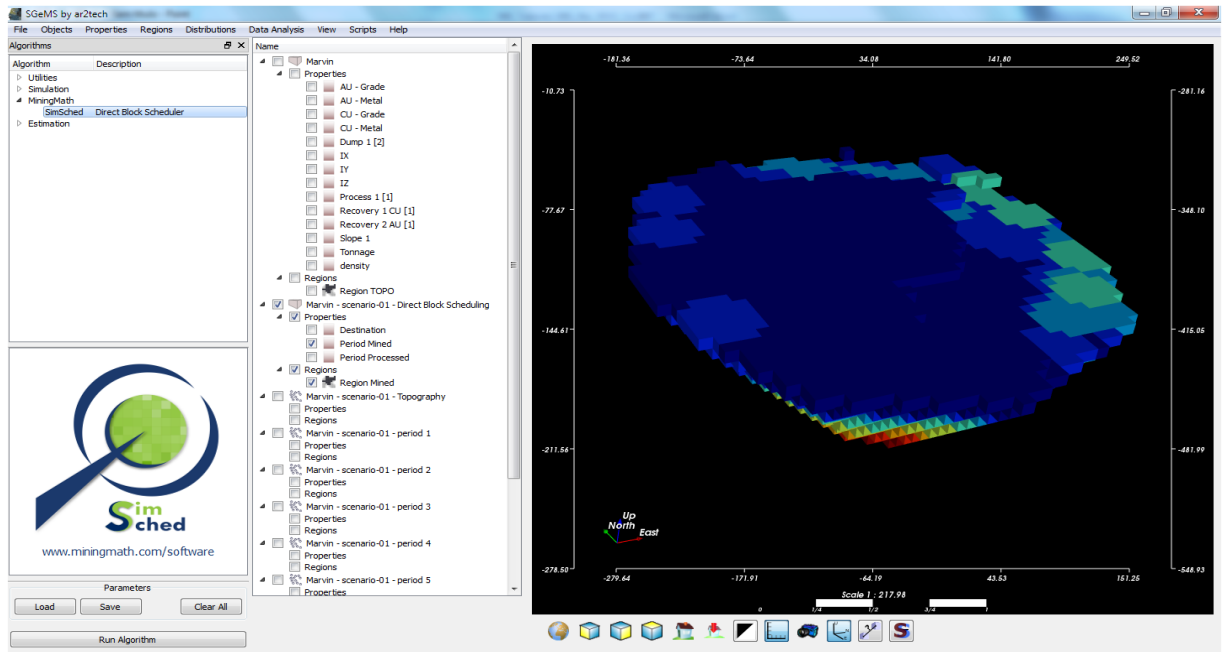 SGeMS by ar2tech
File Objects Properties Regions Distributions Data Analysis View Scripts Help
Algorithms
Algorithm Description
Utilities
Simulation
MiningMath
SimSched Direct Block Scheduler
Estimation
Sim
Sched
www.miningmath.com/software
Parameters
Load Save Clear All
Run Algorithm
Name
Marvin
Properties
AU - Grade
AU - Metal
CU - Grade
CU - Metal
Dump 1 [2]
IX
IY
IZ
Process 1 [1]
Recovery 1 CU [1]
Recovery 2 AU [1]
Slope 1
Tonnage
density
Regions
Region TOPO
Marvin - scenario-01 - Direct Block Scheduling
Properties
Destination
Period Mined
Period Processed
Regions
Region Mined
Marvin - scenario-01 - Topography
Properties
Regions
Marvin - scenario-01 - period 1
Properties
Regions
Marvin - scenario-01 - period 2
Properties
Regions
Marvin - scenario-01 - period 3
Properties
Regions
Marvin - scenario-01 - period 4
Properties
Regions
Marvin - scenario-01 - period 5
Properties
-181.36 -73.64 34.08 141.80 249.52
-10.73 -281.16
-77.67 -348.10
-144.61 -415.05
-211.56 -481.99
-278.50 -548.93
Up
North
East
-279.64 -171.91 -64.19 43.53 151.25
Scale 1 : 217.98
0 1/4 1/2 3/4 1